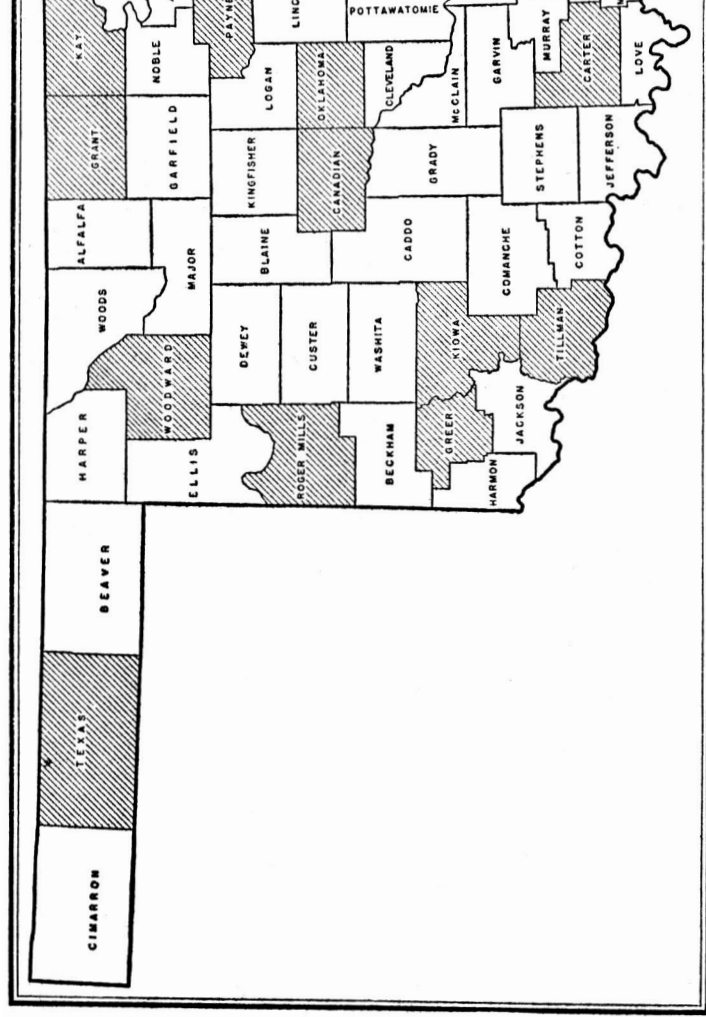 CIMARRON
TEXAS
BEAVER
HARPER
ELLIS
WOODWARD
WOODS
ALFALFA
MAJOR
GRANT
GARFIELD
KAY
NOBLE
PAYNE
ROGER MILLS
DEWEY
CUSTER
BLAINE
KINGFISHER
LOGAN
LINC
BECKHAM
WASHITA
CADDO
CANADIAN
OKLAHOMA
POTTAWATOMIE
CLEVELAND
MCCLAIN
GRADY
GREER
HARMON
JACKSON
KIOWA
TILLMAN
COMANCHE
COTTON
STEPHENS
JEFFERSON
GARVIN
MURRAY
CARTER
LOVE